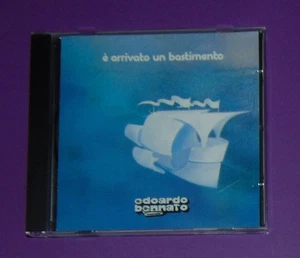 è arrivato un bastimento
edoardo
bennato